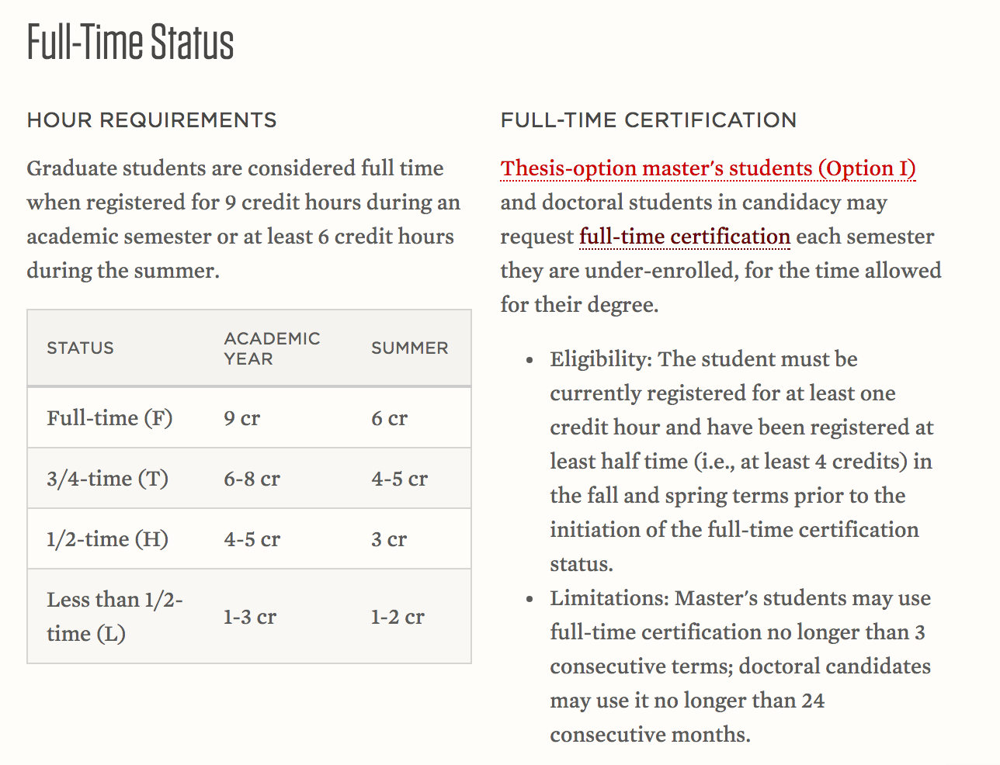 Full-Time Status
HOUR REQUIREMENTS
Graduate students are considered full time
when registered for 9 credit hours during an
academic semester or at least 6 credit hours
during the summer.
STATUS ACADEMIC YEAR SUMMER
Full-time (F) 9 cr 6 cr
3/4-time (T) 6-8 cr 4-5 cr
1/2-time (H) 4-5 cr 3 cr
Less than 1/2-time (L) 1-3 cr 1-2 cr
FULL-TIME CERTIFICATION
Thesis-option master's students (Option I)
and doctoral students in candidacy may
request full-time certification each semester
they are under-enrolled, for the time allowed
for their degree.
• Eligibility: The student must be
currently registered for at least one
credit hour and have been registered at
least half time (i.e., at least 4 credits) in
the fall and spring terms prior to the
initiation of the full-time certification
status.
• Limitations: Master's students may use
full-time certification no longer than 3
consecutive terms; doctoral candidates
may use it no longer than 24
consecutive months.